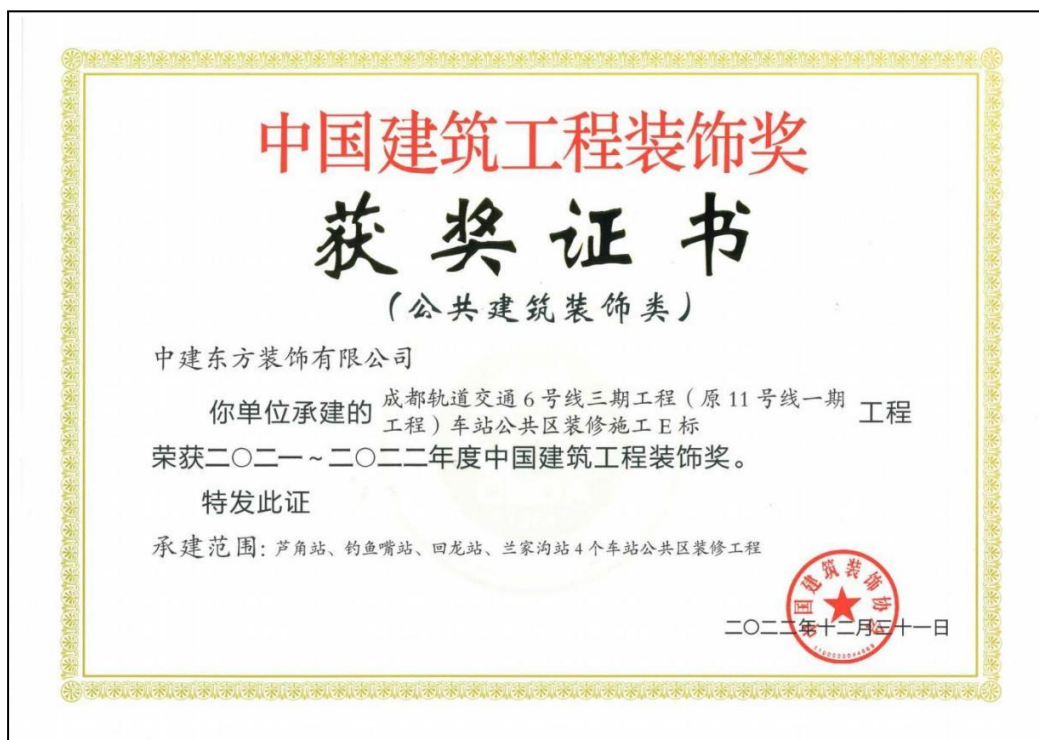 中国建筑工程装饰奖
获奖证书
(公共建筑装饰类)
中建东方装饰有限公司
你单位承建的 成都轨道交通6号线三期工程(原11号线一期
工程)车站公共区装修施工E标 工程
荣获二〇二一~二〇二二年度中国建筑工程装饰奖。
特发此证
承建范围:芦角站、钓鱼嘴站、回龙站、兰家沟站4个车站公共区装修工程
中国建筑装饰协会
二〇二二年十二月三十一日